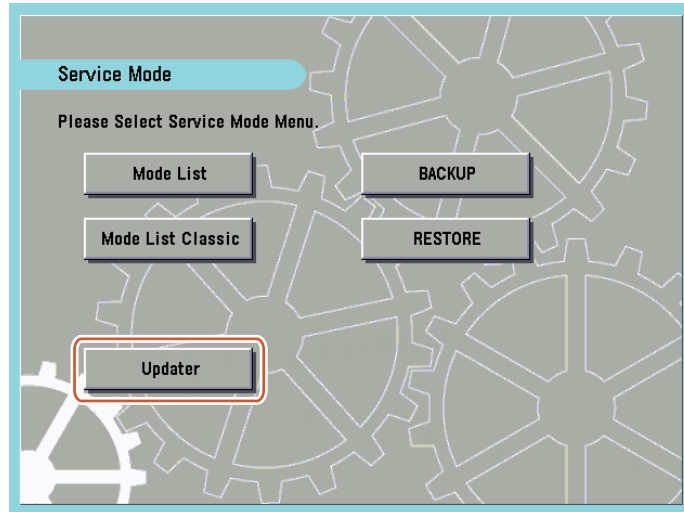 Service Mode
Please Select Service Mode Menu.
Mode List
BACKUP
Mode List Classic
RESTORE
Updater